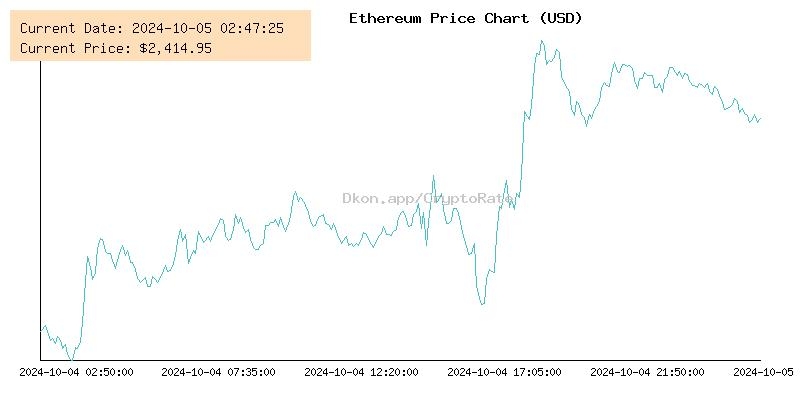 Ethereum Price Chart (USD)
Current Date: 2024-10-05 02:47:25
Current Price: $2,414.95
Dkon.app/CryptoRate
2024-10-04 02:50:00 2024-10-04 07:35:00 2024-10-04 12:20:00 2024-10-04 17:05:00 2024-10-04 21:50:00 2024-10-05